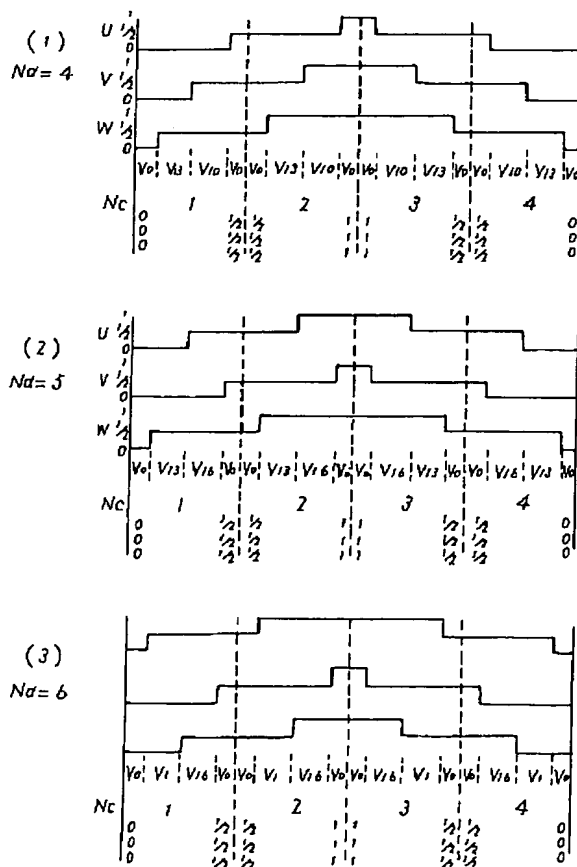 (1)
Nd = 4
U 1 1/2 0
V 1 1/2 0
W 1 1/2 0
V0 V13 V10 V0 V0 V13 V10 V0 V0 V10 V13 V0 V0 V10 V13 V0
Nc 1 2 3 4
0 1/2 1/2 1 1 1/2 1/2 0
0 1/2 1/2 1 1 1/2 1/2 0
0 1/2 1/2 1 1 1/2 1/2 0
(2)
Nd = 5
U 1 1/2 0
V 1 1/2 0
W 1 1/2 0
V0 V13 V16 V0 V0 V13 V16 V0 V0 V16 V13 V0 V0 V16 V13 V0
Nc 1 2 3 4
0 1/2 1/2 1 1 1/2 1/2 0
0 1/2 1/2 1 1 1/2 1/2 0
0 1/2 1/2 1 1 1/2 1/2 0
(3)
Nd = 6
V0 V1 V16 V0 V0 V1 V16 V0 V0 V16 V1 V0 V0 V16 V1 V0
Nc 1 2 3 4
0 1/2 1/2 1 1 1/2 1/2 0
0 1/2 1/2 1 1 1/2 1/2 0
0 1/2 1/2 1 1 1/2 1/2 0